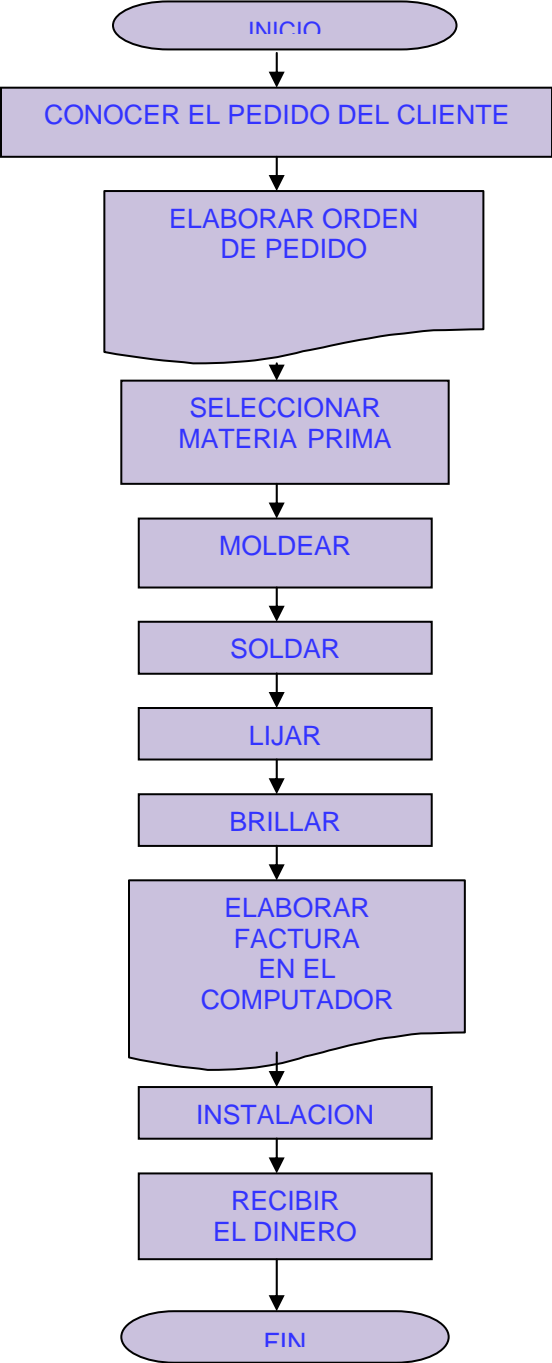 INICIO
CONOCER EL PEDIDO DEL CLIENTE
ELABORAR ORDEN
DE PEDIDO
SELECCIONAR
MATERIA PRIMA
MOLDEAR
SOLDAR
LIJAR
BRILLAR
ELABORAR
FACTURA
EN EL
COMPUTADOR
INSTALACION
RECIBIR
EL DINERO
FIN